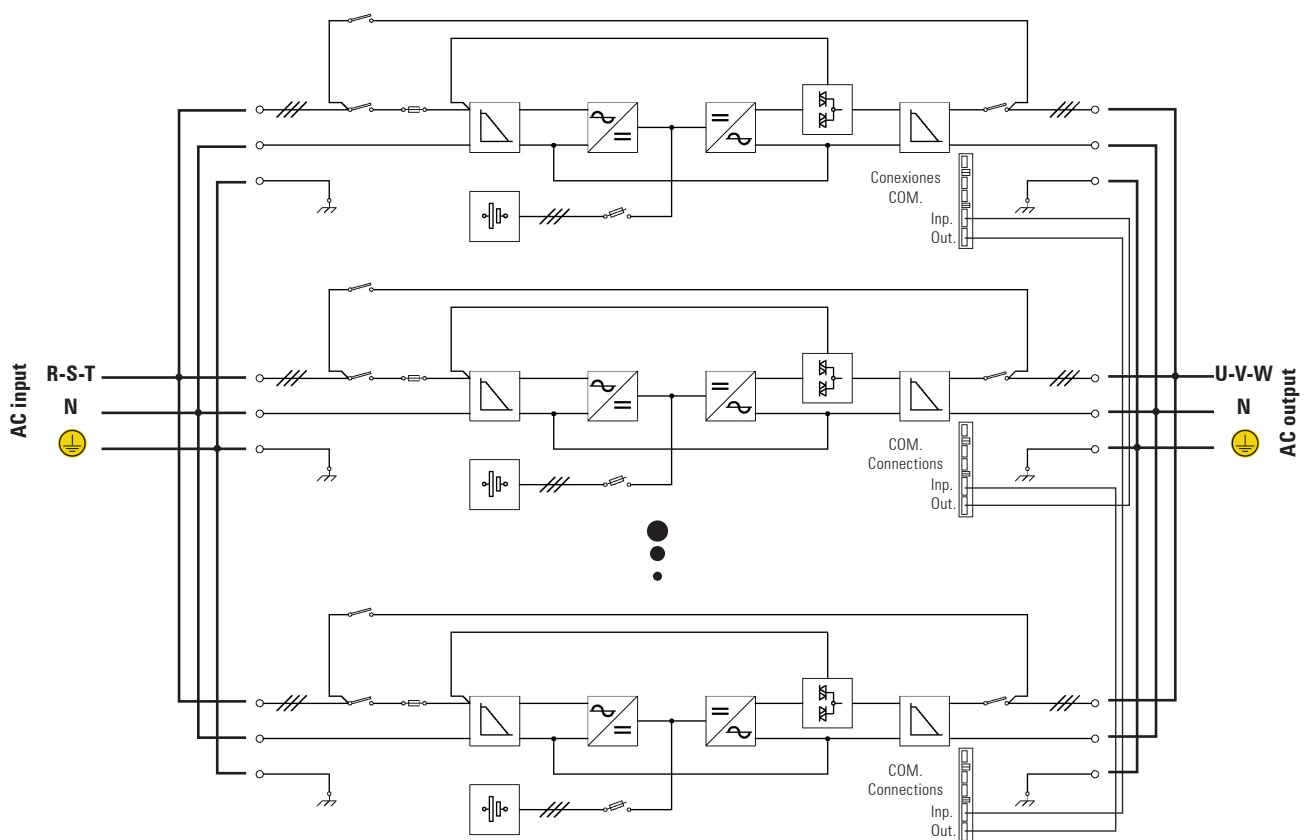 Conexiones
COM.
Inp.
Out.
AC input
R-S-T
N
COM.
Connections
Inp.
Out.
U-V-W
N
AC output
COM.
Connections
Inp.
Out.